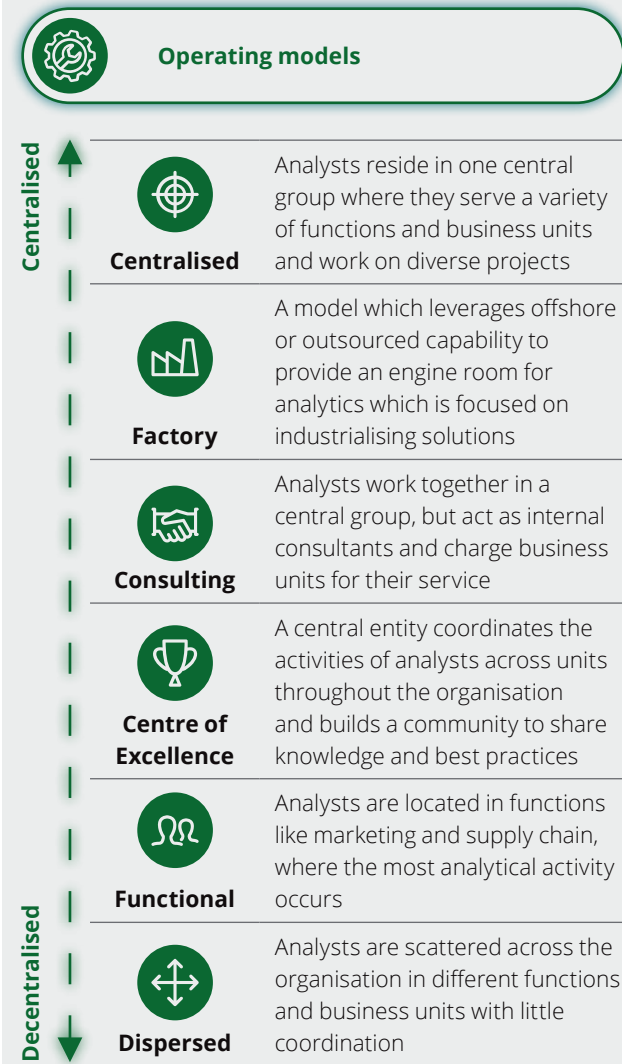 Operating models
Centralised
Analysts reside in one central
group where they serve a variety
of functions and business units
and work on diverse projects
Centralised
A model which leverages offshore
or outsourced capability to
provide an engine room for
analytics which is focused on
industrialising solutions
Factory
Analysts work together in a
central group, but act as internal
consultants and charge business
units for their service
Consulting
A central entity coordinates the
activities of analysts across units
throughout the organisation
and builds a community to share
knowledge and best practices
Centre of
Excellence
Analysts are located in functions
like marketing and supply chain,
where the most analytical activity
occurs
Functional
Analysts are scattered across the
organisation in different functions
and business units with little
coordination
Dispersed
Decentralised